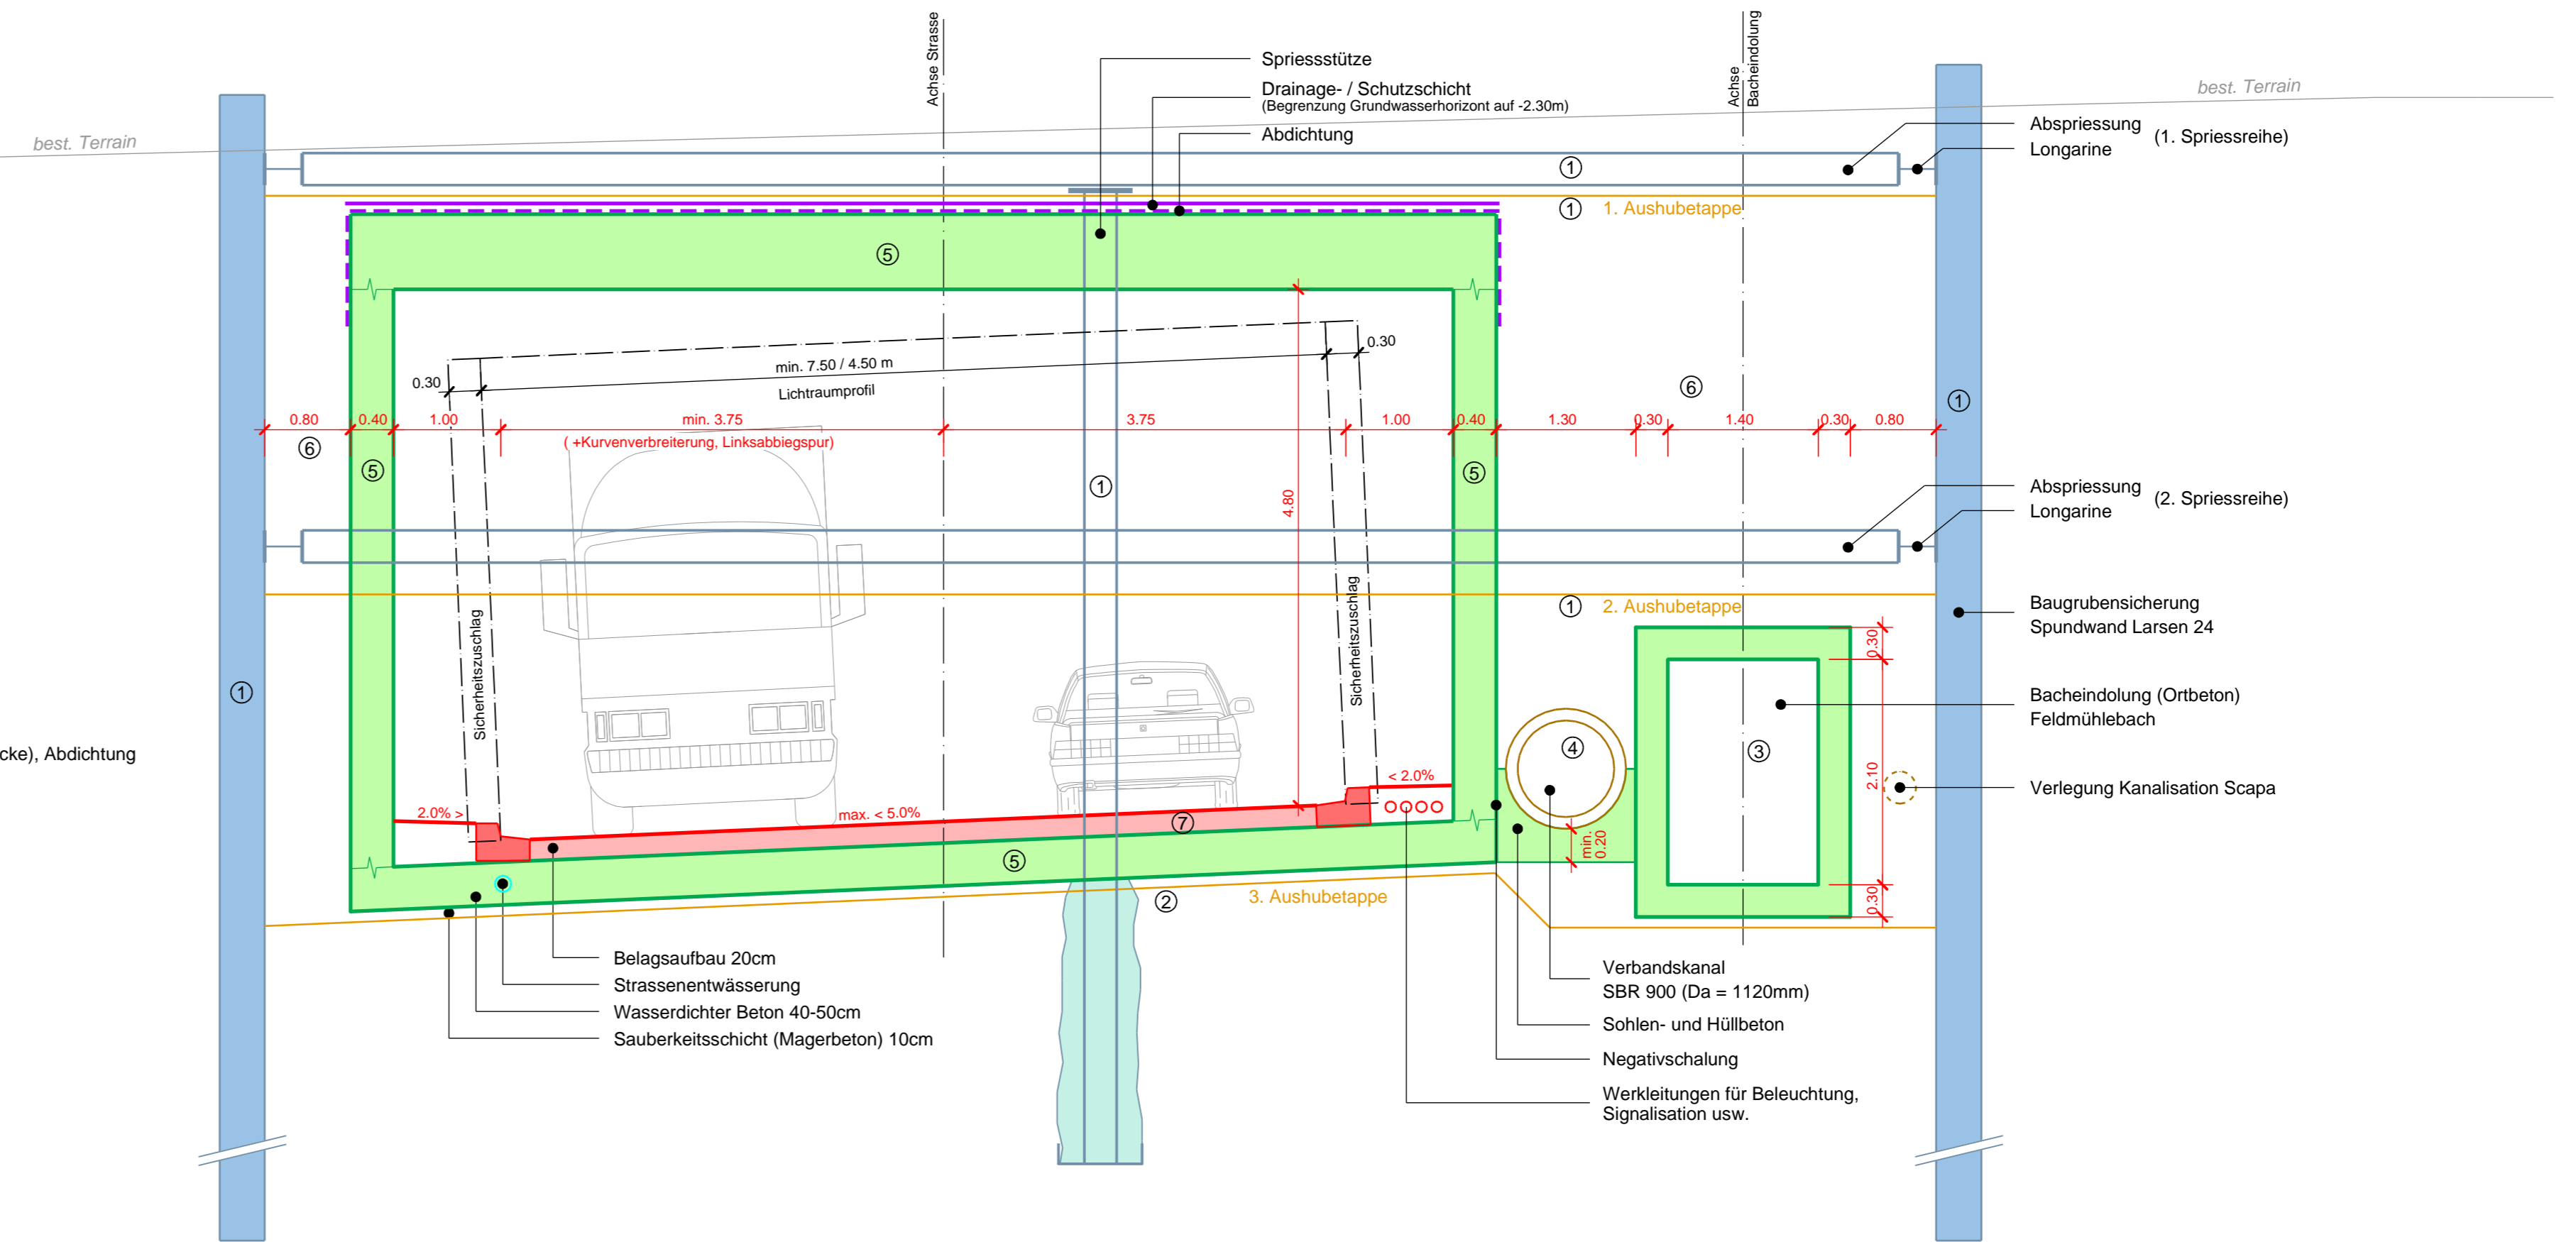 Achse Strasse
Achse
Bacheindolung
Spriessstütze
Drainage- / Schutzschicht
(Begrenzung Grundwasserhorizont auf -2.30m)
Abdichtung
best. Terrain
best. Terrain
Abspriessung
Longarine
(1. Spriessreihe)
1
1
1. Aushubetappe
5
0.30
min. 7.50 / 4.50 m
Lichtraumprofil
0.30
6
1
0.80
0.40
1.00
min. 3.75
( +Kurvenverbreiterung, Linksabbiegspur)
3.75
1.00
0.40
1.30
0.30
1.40
0.30
0.80
6
5
1
5
4.80
Abspriessung
Longarine
(2. Spriessreihe)
1
2. Aushubetappe
Sicherheitszuschlag
Sicherheitszuschlag
Baugrubensicherung
Spundwand Larsen 24
0.30
1
Bacheindolung (Ortbeton)
Feldmühlebach
cke), Abdichtung
4
3
2.10
Verlegung Kanalisation Scapa
< 2.0%
2.0% >
max. < 5.0%
7
min.
0.20
5
2
3. Aushubetappe
0.30
Belagsaufbau 20cm
Strassenentwässerung
Wasserdichter Beton 40-50cm
Sauberkeitsschicht (Magerbeton) 10cm
Verbandskanal
SBR 900 (Da = 1120mm)
Sohlen- und Hüllbeton
Negativschalung
Werkleitungen für Beleuchtung,
Signalisation usw.